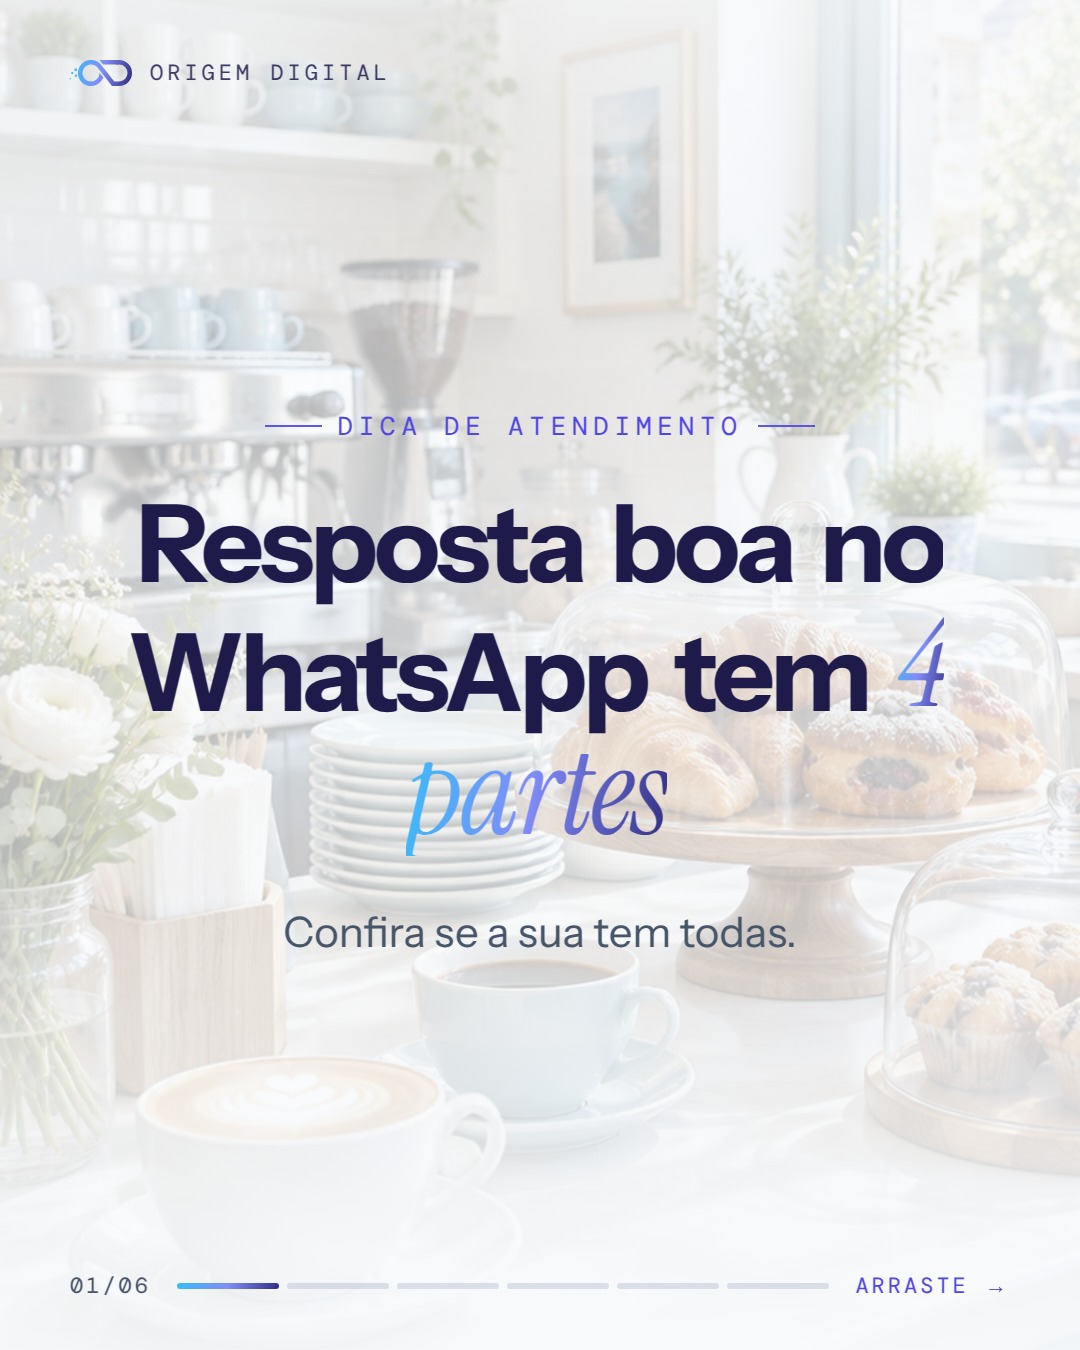 ORIGEM DIGITAL
DICA DE ATENDIMENTO
Resposta boa no
WhatsApp tem 4
partes
Confira se a sua tem todas.
01/06
ARRASTE →